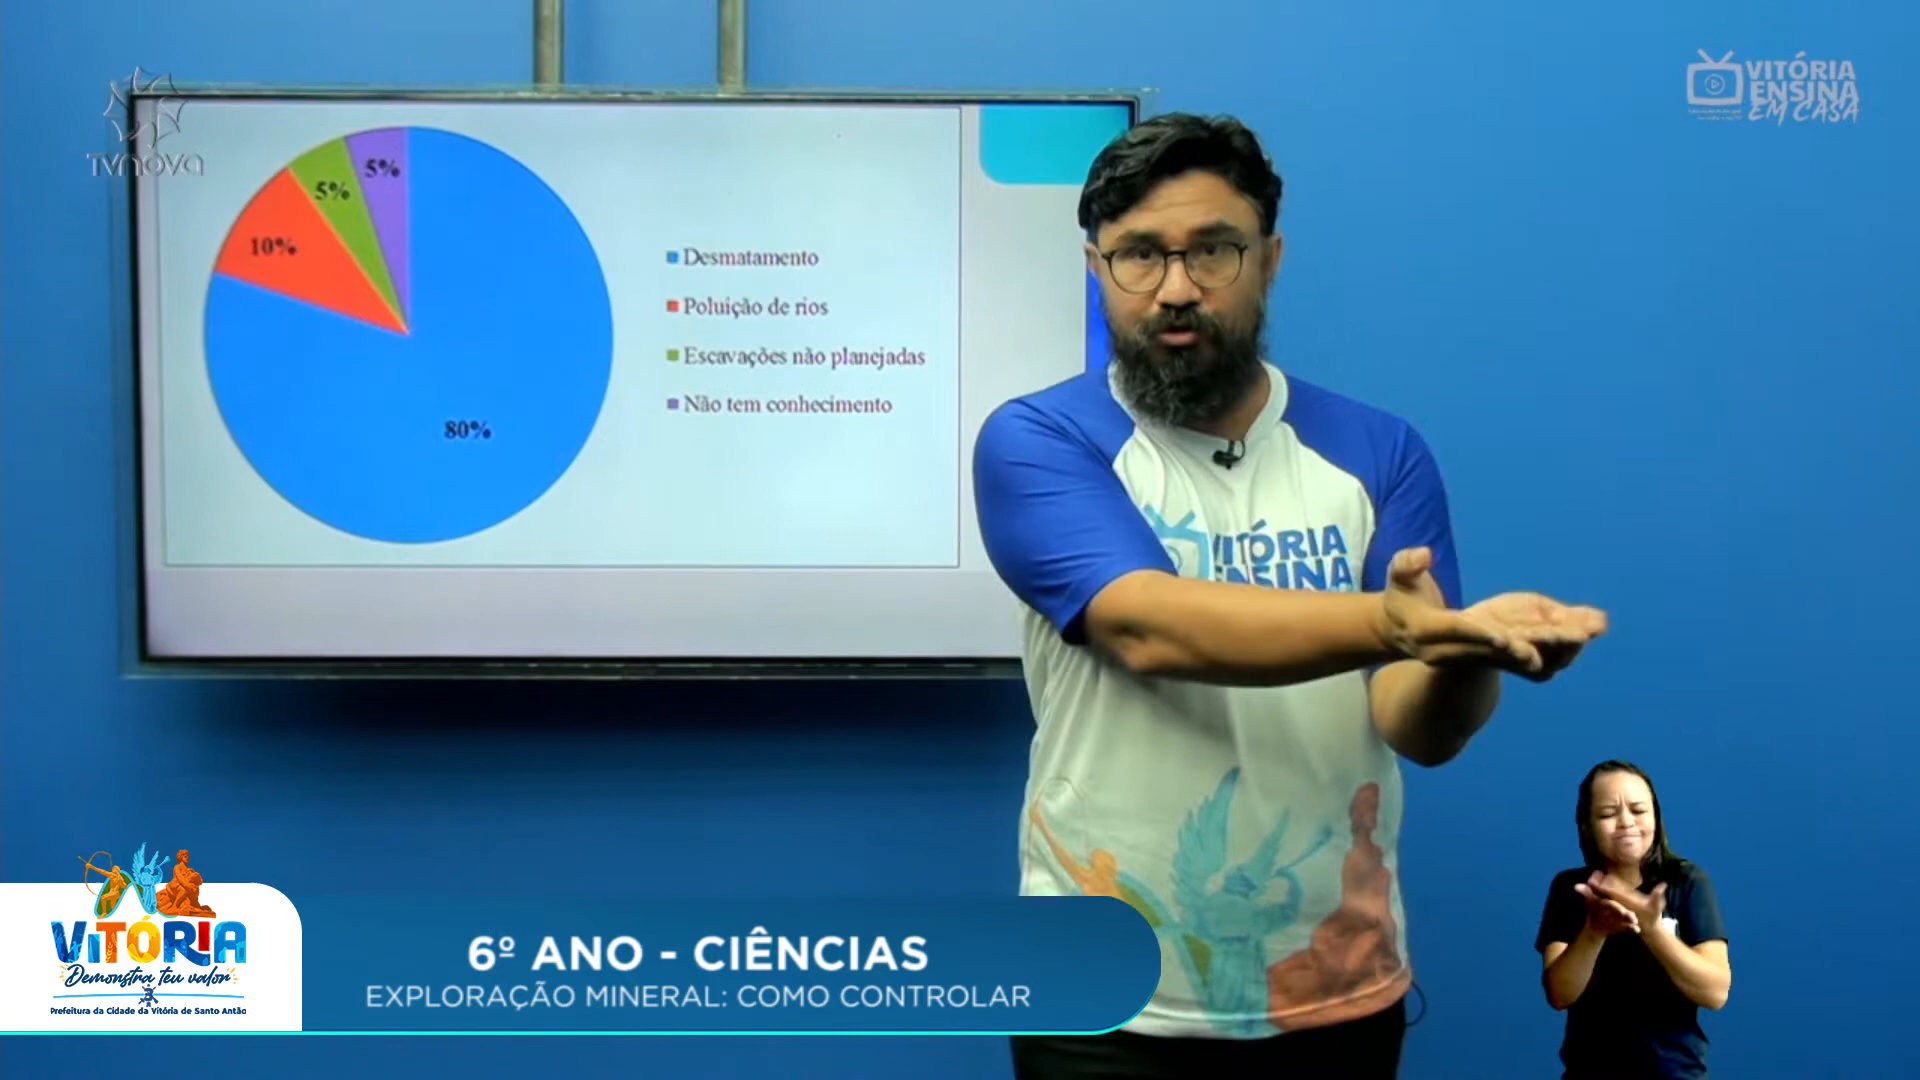 TVNOVA
VITÓRIA
ENSINA
EM CASA
5%
5%
10%
80%
Desmatamento
Poluição de rios
Escavações não planejadas
Não tem conhecimento
VITÓRIA
ENSINA
VITÓRIA
Demonstra teu valor
Prefeitura da Cidade da Vitória de Santo Antão
6º ANO - CIÊNCIAS
EXPLORAÇÃO MINERAL: COMO CONTROLAR